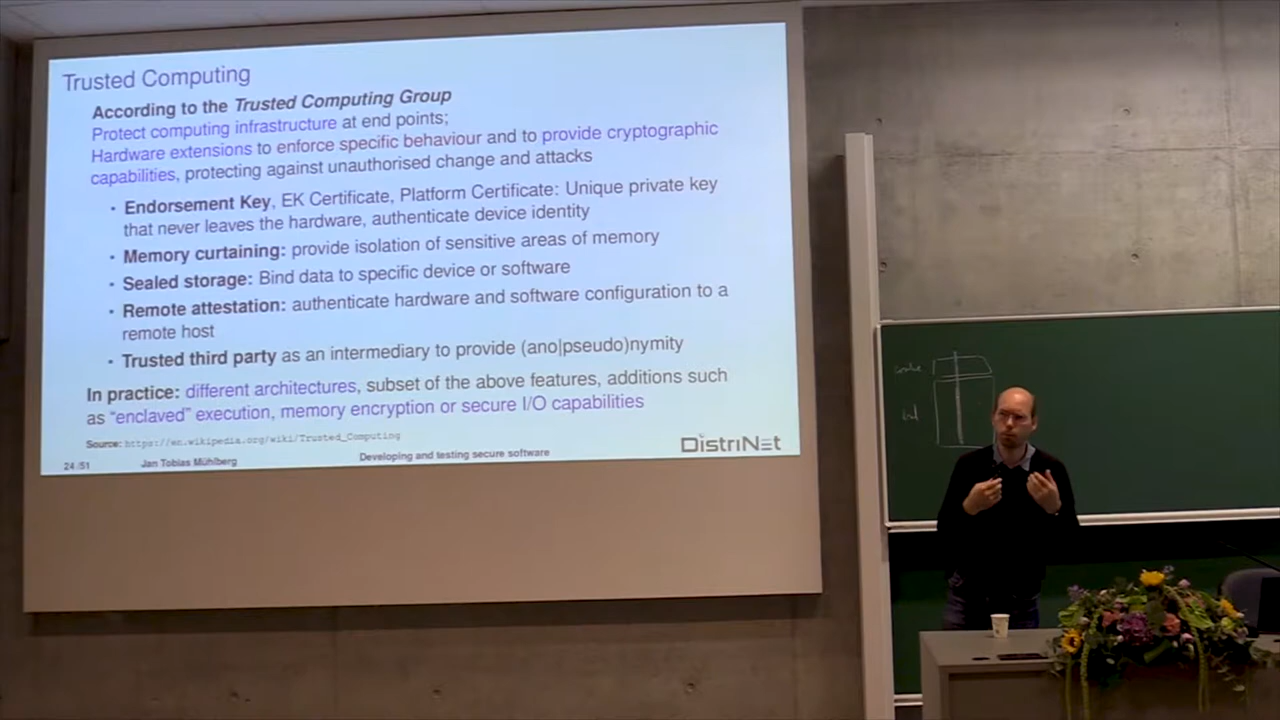 Trusted Computing
According to the Trusted Computing Group
Protect computing infrastructure at end points;
Hardware extensions to enforce specific behaviour and to provide cryptographic
capabilities, protecting against unauthorised change and attacks
• Endorsement Key, EK Certificate, Platform Certificate: Unique private key
that never leaves the hardware, authenticate device identity
• Memory curtaining: provide isolation of sensitive areas of memory
• Sealed storage: Bind data to specific device or software
• Remote attestation: authenticate hardware and software configuration to a
remote host
• Trusted third party as an intermediary to provide (ano|pseudo)nymity
In practice: different architectures, subset of the above features, additions such
as "enclaved" execution, memory encryption or secure I/O capabilities
Source: https://en.wikipedia.org/wiki/Trusted_Computing
24/51 Jan Tobias Mühlberg Developing and testing secure software DistriNet